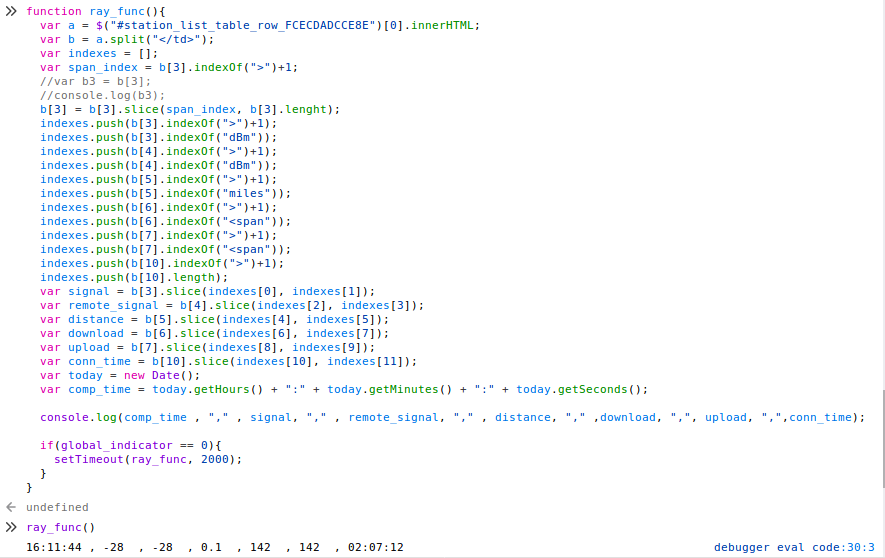 function ray_func(){
var a = $("#station_list_table_row_FCECDADCCE8E")[0].innerHTML;
var b = a.split("</td>");
var indexes = [];
var span_index = b[3].indexOf(">")+1;
//var b3 = b[3];
//console.log(b3);
b[3] = b[3].slice(span_index, b[3].lenght);
indexes.push(b[3].indexOf(">")+1);
indexes.push(b[3].indexOf("dBm"));
indexes.push(b[4].indexOf(">")+1);
indexes.push(b[4].indexOf("dBm"));
indexes.push(b[5].indexOf(">")+1);
indexes.push(b[5].indexOf("miles"));
indexes.push(b[6].indexOf(">")+1);
indexes.push(b[6].indexOf("<span"));
indexes.push(b[7].indexOf(">")+1);
indexes.push(b[7].indexOf("<span"));
indexes.push(b[10].indexOf(">")+1);
indexes.push(b[10].length);
var signal = b[3].slice(indexes[0], indexes[1]);
var remote_signal = b[4].slice(indexes[2], indexes[3]);
var distance = b[5].slice(indexes[4], indexes[5]);
var download = b[6].slice(indexes[6], indexes[7]);
var upload = b[7].slice(indexes[8], indexes[9]);
var conn_time = b[10].slice(indexes[10], indexes[11]);
var today = new Date();
var comp_time = today.getHours() + ":" + today.getMinutes() + ":" + today.getSeconds();
console.log(comp_time , "," , signal, "," , remote_signal, "," , distance, "," ,download, ",", upload, ",",conn_time);
if(global_indicator == 0){
setTimeout(ray_func, 2000);
}
}
undefined
ray_func()
16:11:44 , -28 , -28 , 0.1 , 142 , 142 , 02:07:12 debugger eval code:30:3